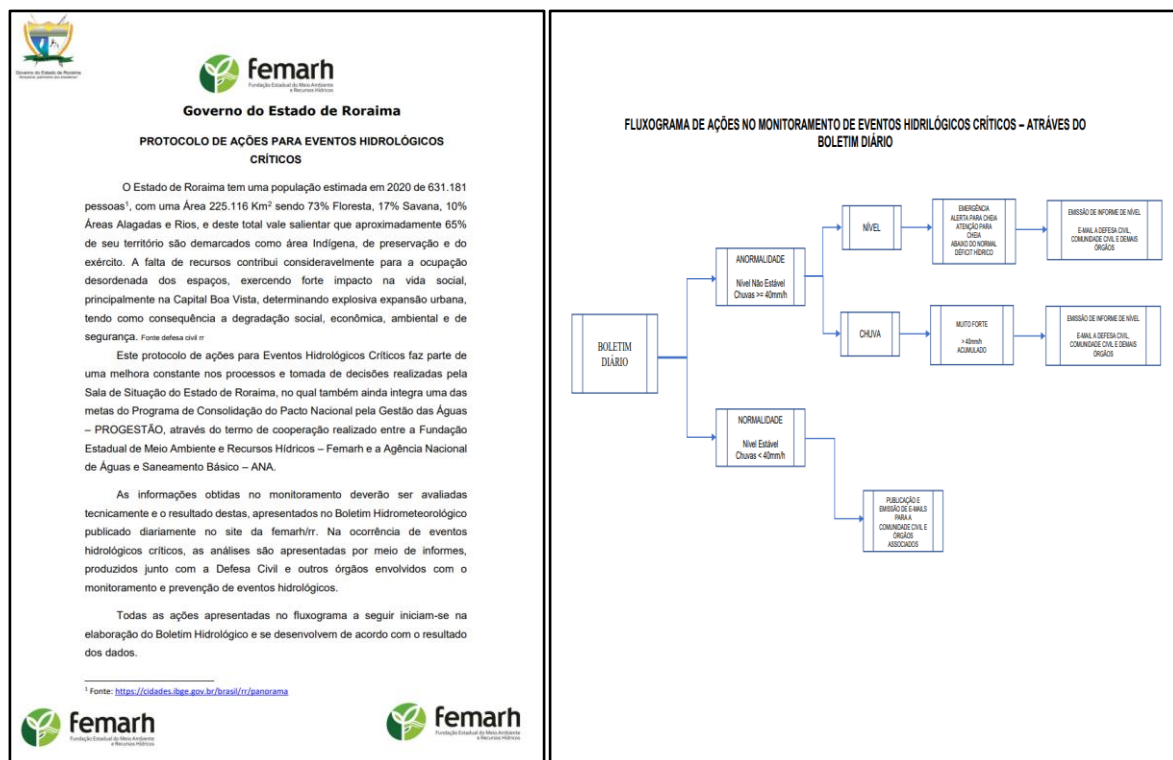 Governo do Estado de Roraima
femarh
Fundação Estadual do Meio Ambiente
e Recursos Hídricos
Governo do Estado de Roraima
PROTOCOLO DE AÇÕES PARA EVENTOS HIDROLÓGICOS
CRÍTICOS
O Estado de Roraima tem uma população estimada em 2020 de 631.181
pessoas¹, com uma Área 225.116 Km² sendo 73% Floresta, 17% Savana, 10%
Áreas Alagadas e Rios, e deste total vale salientar que aproximadamente 65%
de seu território são demarcados como área Indígena, de preservação e do
exército. A falta de recursos contribui consideravelmente para a ocupação
desordenada dos espaços, exercendo forte impacto na vida social,
principalmente na Capital Boa Vista, determinando explosiva expansão urbana,
tendo como consequência a degradação social, econômica, ambiental e de
segurança. Fonte defesa civil rr
Este protocolo de ações para Eventos Hidrológicos Críticos faz parte de
uma melhora constante nos processos e tomada de decisões realizadas pela
Sala de Situação do Estado de Roraima, no qual também ainda integra uma das
metas do Programa de Consolidação do Pacto Nacional pela Gestão das Águas
– PROGESTÃO, através do termo de cooperação realizado entre a Fundação
Estadual de Meio Ambiente e Recursos Hídricos – Femarh e a Agência Nacional
de Águas e Saneamento Básico – ANA.
As informações obtidas no monitoramento deverão ser avaliadas
tecnicamente e o resultado destas, apresentados no Boletim Hidrometeorológico
publicado diariamente no site da femarh/rr. Na ocorrência de eventos
hidrológicos críticos, as análises são apresentadas por meio de informes,
produzidos junto com a Defesa Civil e outros órgãos envolvidos com o
monitoramento e prevenção de eventos hidrológicos.
Todas as ações apresentadas no fluxograma a seguir iniciam-se na
elaboração do Boletim Hidrológico e se desenvolvem de acordo com o resultado
dos dados.
¹ Fonte: https://cidades.ibge.gov.br/brasil/rr/panorama
femarh
Fundação Estadual do Meio Ambiente
e Recursos Hídricos
femarh
Fundação Estadual do Meio Ambiente
e Recursos Hídricos
FLUXOGRAMA DE AÇÕES NO MONITORAMENTO DE EVENTOS HIDRILÓGICOS CRÍTICOS – ATRÁVES DO
BOLETIM DIÁRIO
BOLETIM
DIÁRIO
ANORMALIDADE
Nível Não Estável
Chuvas >= 40mm/h
NÍVEL
EMERGÊNCIA
ALERTA PARA CHEIA
ATENÇÃO PARA
CHEIA
ABAIXO DO NORMAL
DÉFICIT HÍDRICO
EMISSÃO DE INFORME DE NÍVEL
E-MAIL A DEFESA CIVIL,
COMUNIDADE CIVIL E DEMAIS
ÓRGÃOS
CHUVA
MUITO FORTE
> 40mm/h
ACUMULADO
EMISSÃO DE INFORME DE NÍVEL
E-MAIL A DEFESA CIVIL,
COMUNIDADE CIVIL E DEMAIS
ÓRGÃOS
NORMALIDADE
Nível Estável
Chuvas < 40mm/h
PUBLICAÇÃO E
EMISSÃO DE E-MAILS
PARA A
COMUNIDADE CIVIL E
ÓRGÃOS
ASSOCIADOS